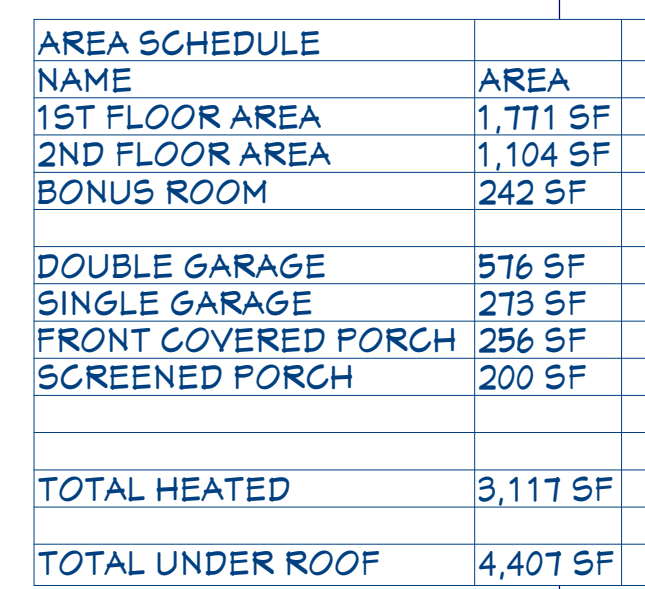 AREA SCHEDULE
NAME AREA
1ST FLOOR AREA 1,771 SF
2ND FLOOR AREA 1,104 SF
BONUS ROOM 242 SF
DOUBLE GARAGE 576 SF
SINGLE GARAGE 273 SF
FRONT COVERED PORCH 256 SF
SCREENED PORCH 200 SF
TOTAL HEATED 3,117 SF
TOTAL UNDER ROOF 4,407 SF